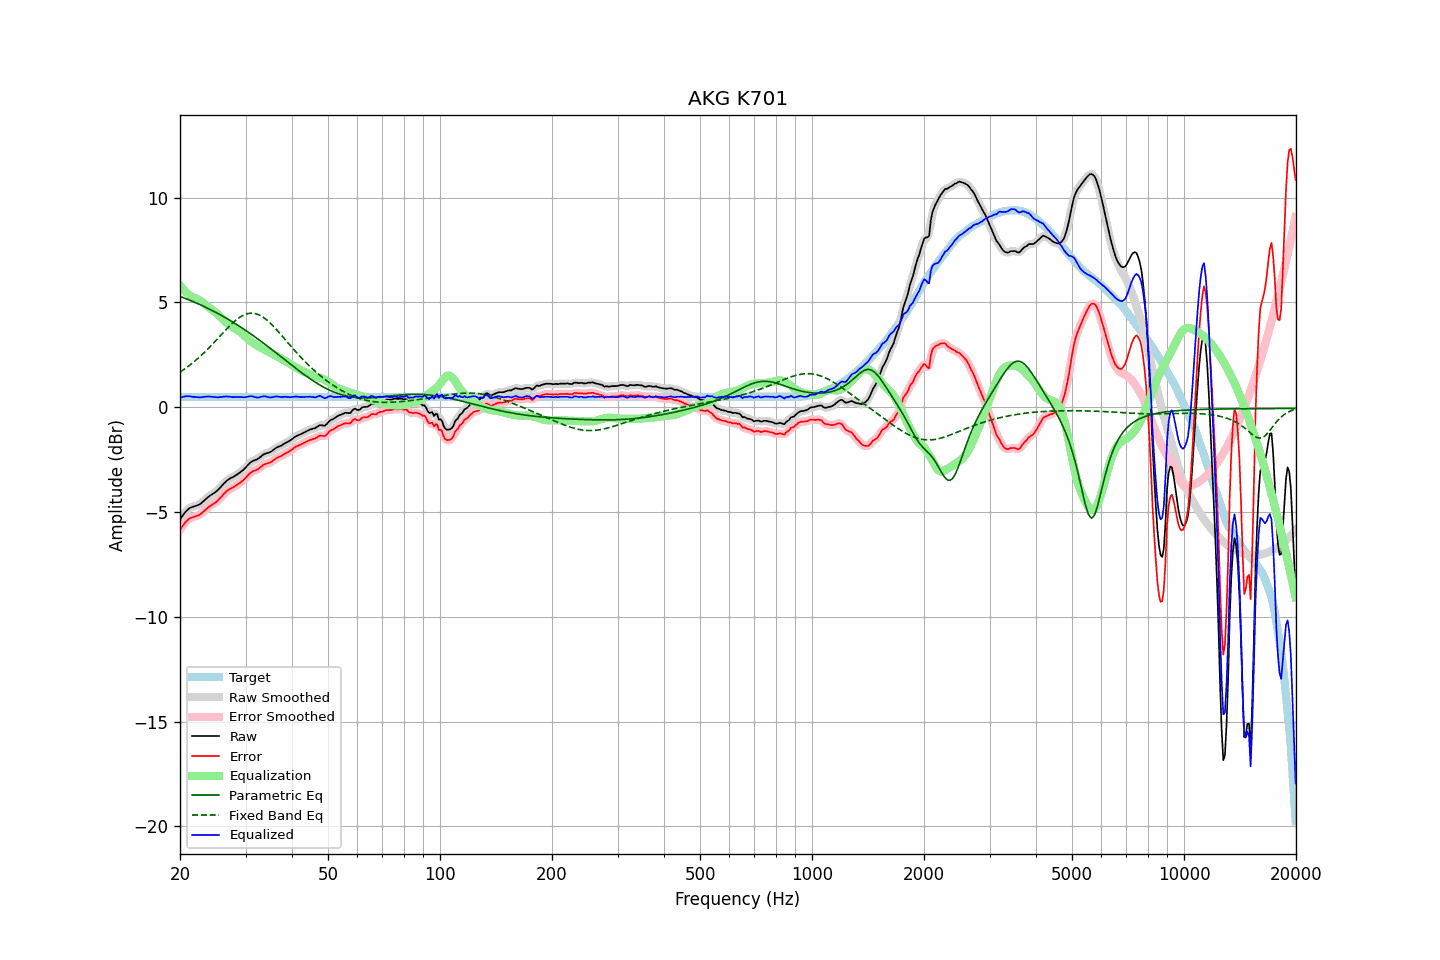 AKG K701
Amplitude (dBr)
10
5
0
−5
−10
−15
−20
Target
Raw Smoothed
Error Smoothed
Raw
Error
Equalization
Parametric Eq
Fixed Band Eq
Equalized
20 50 100 200 500 1000 2000 5000 10000 20000
Frequency (Hz)